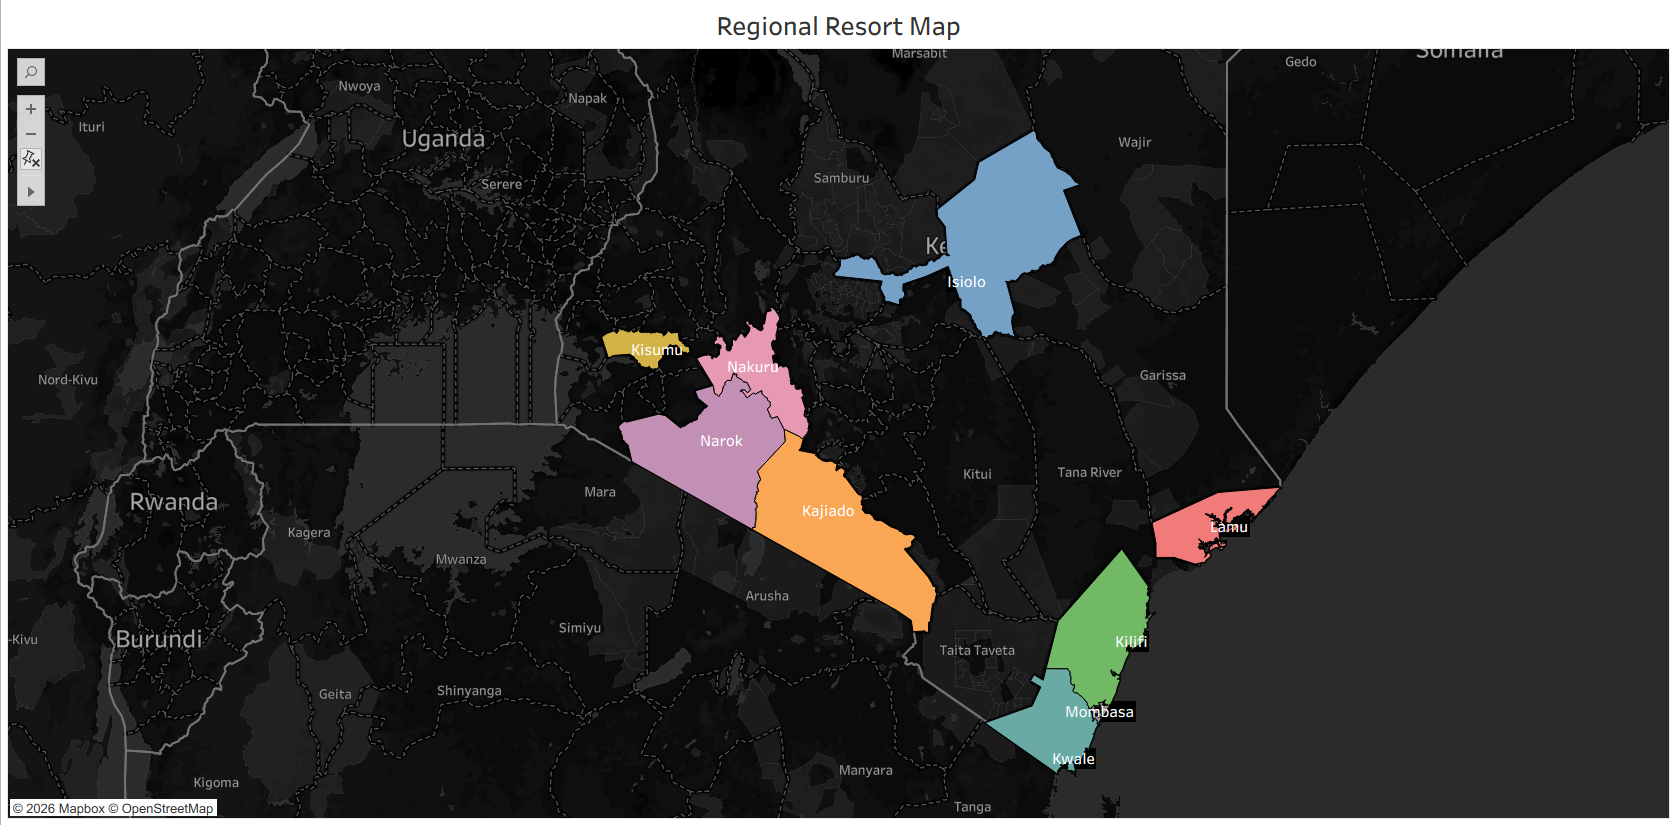 Regional Resort Map
Marsabit
Somalia
Gedo
Nwoya
Napak
Ituri
Uganda
Wajir
Samburu
Serere
Ke
Isiolo
Kisumu
Nakuru
Nord-Kivu
Garissa
Narok
Kitui
Tana River
Mara
Rwanda
Kajiado
Lamu
Kagera
Mwanza
Arusha
Simiyu
-Kivu
Burundi
Kilifi
Taita Taveta
Shinyanga
Geita
Mombasa
Kwale
Manyara
Kigoma
Tanga
© 2026 Mapbox © OpenStreetMap